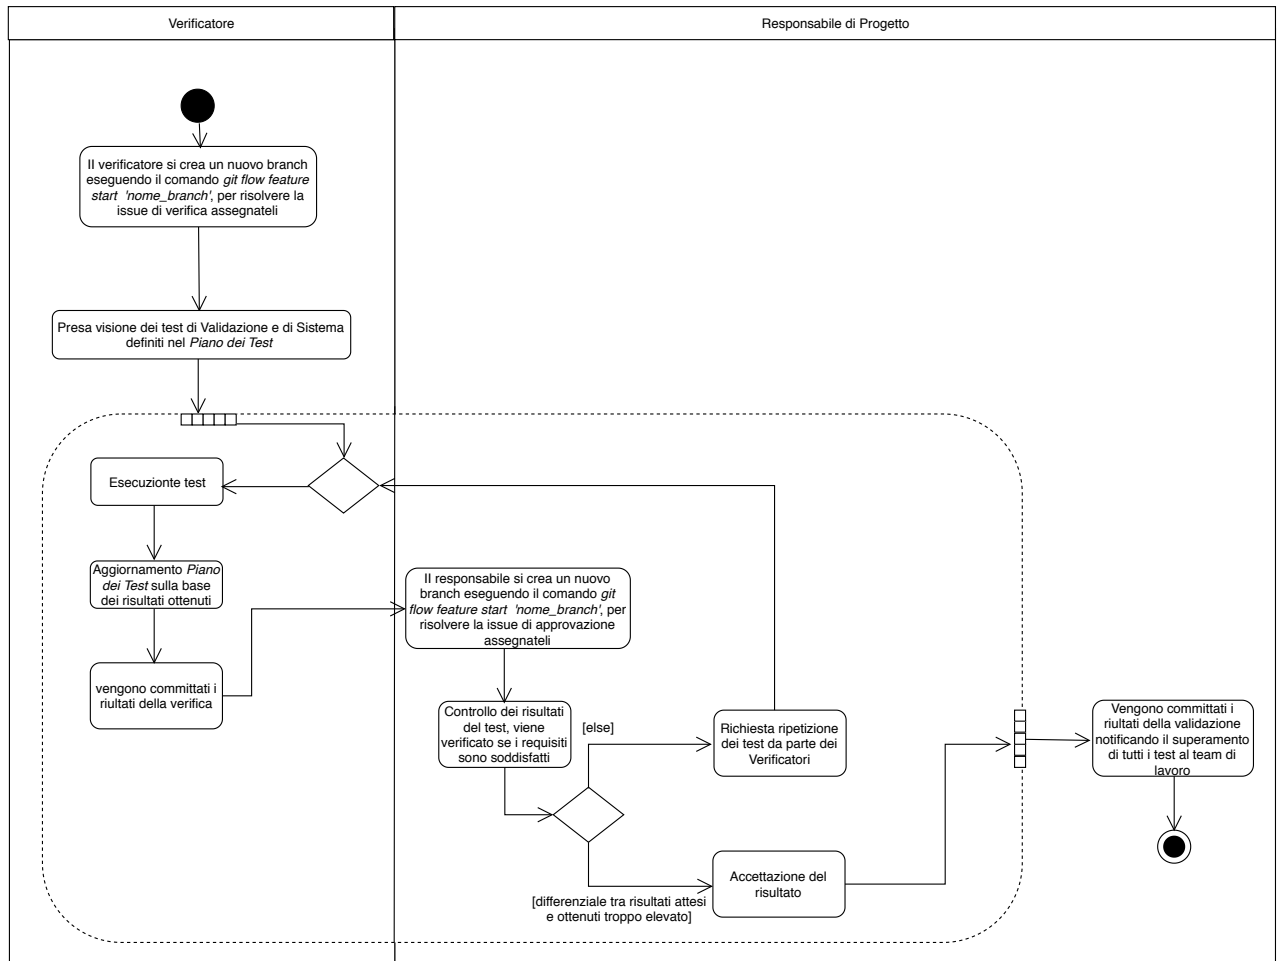 Verificatore
Responsabile di Progetto
Il verificatore si crea un nuovo branch
eseguendo il comando git flow feature
start 'nome_branch', per risolvere la
issue di verifica assegnateli
Presa visione dei test di Validazione e di Sistema
definiti nel Piano dei Test
Esecuzionte test
Aggiornamento Piano
dei Test sulla base
dei risultati ottenuti
vengono committati i
riultati della verifica
Il responsabile si crea un nuovo
branch eseguendo il comando git
flow feature start 'nome_branch', per
risolvere la issue di approvazione
assegnateli
Controllo dei risultati
del test, viene
verificato se i requisiti
sono soddisfatti
[else]
Richiesta ripetizione
dei test da parte dei
Verificatori
[differenziale tra risultati attesi
e ottenuti troppo elevato]
Accettazione del
risultato
Vengono committati i
riultati della validazione
notificando il superamento
di tutti i test al team di
lavoro